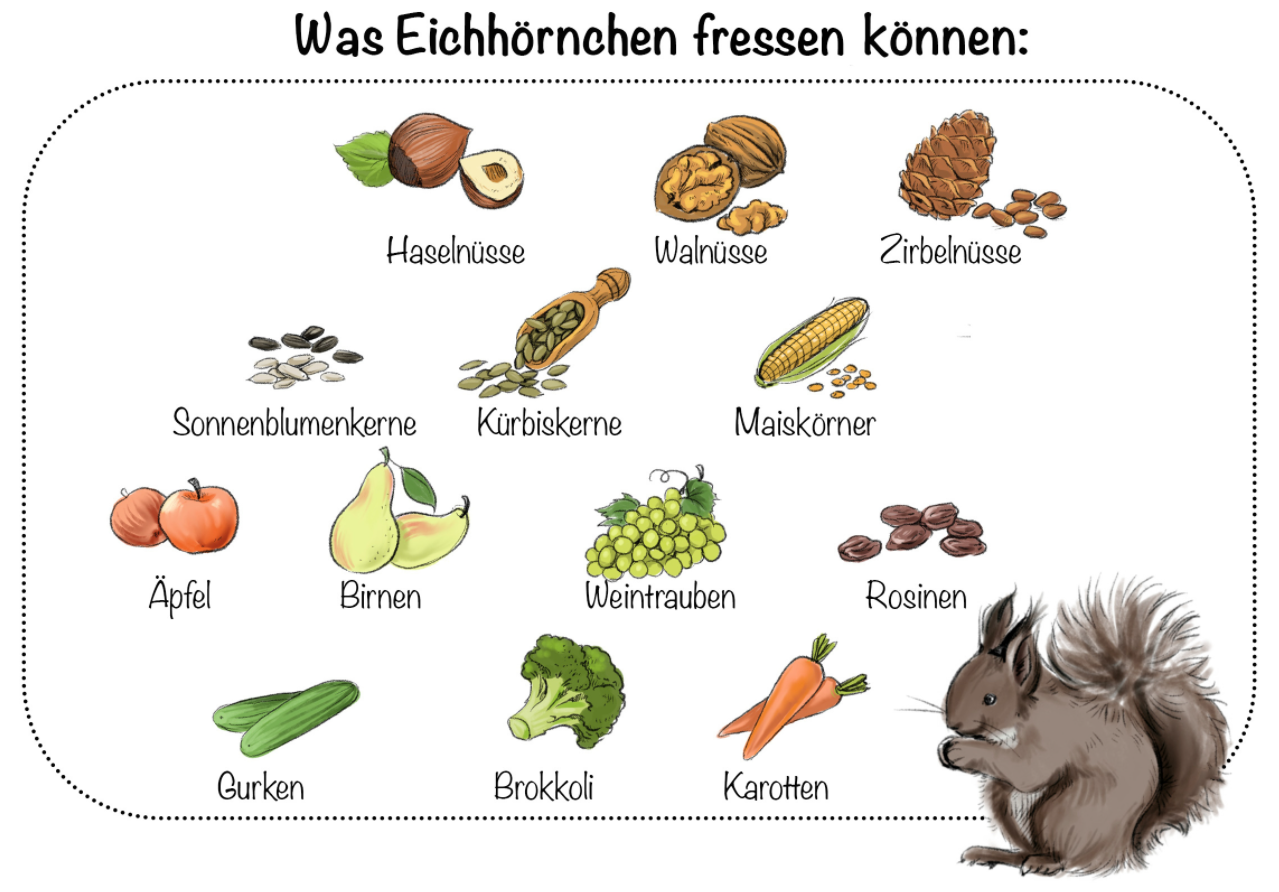 Was Eichhörnchen fressen können:
Haselnüsse
Walnüsse
Zirbelnüsse
Sonnenblumenkerne
Kürbiskerne
Maiskörner
Äpfel
Birnen
Weintrauben
Rosinen
Gurken
Brokkoli
Karotten